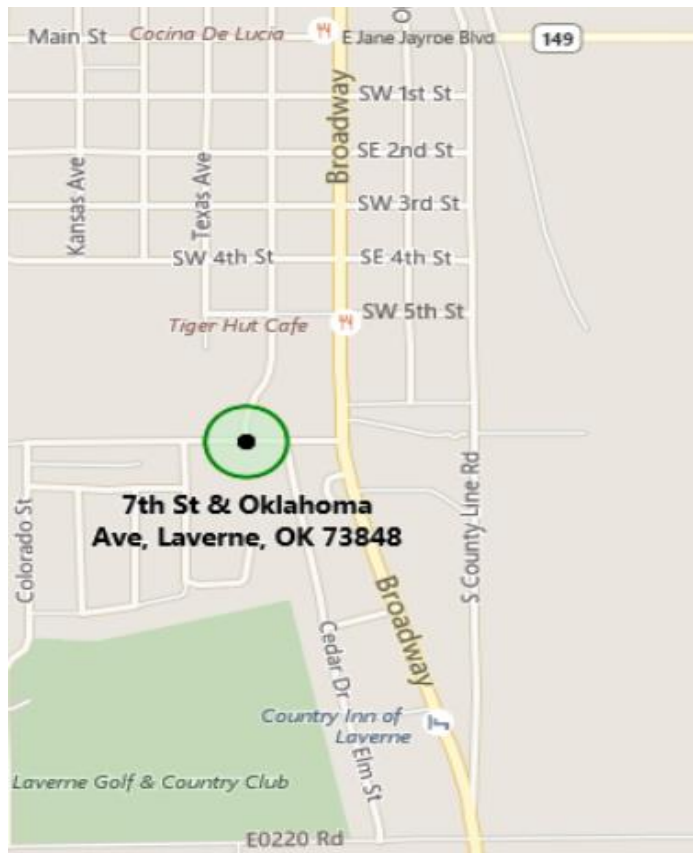 Main St
Cocina De Lucia
E Jane Jayroe Blvd
149
O
SW 1st St
Broadway
SE 2nd St
Kansas Ave
Texas Ave
SW 3rd St
SW 4th St
SE 4th St
SW 5th St
Tiger Hut Cafe
7th St & Oklahoma
Ave, Laverne, OK 73848
Colorado St
S County Line Rd
Broadway
Cedar Dr
Country Inn of
Laverne
Elm St
Laverne Golf & Country Club
E0220 Rd